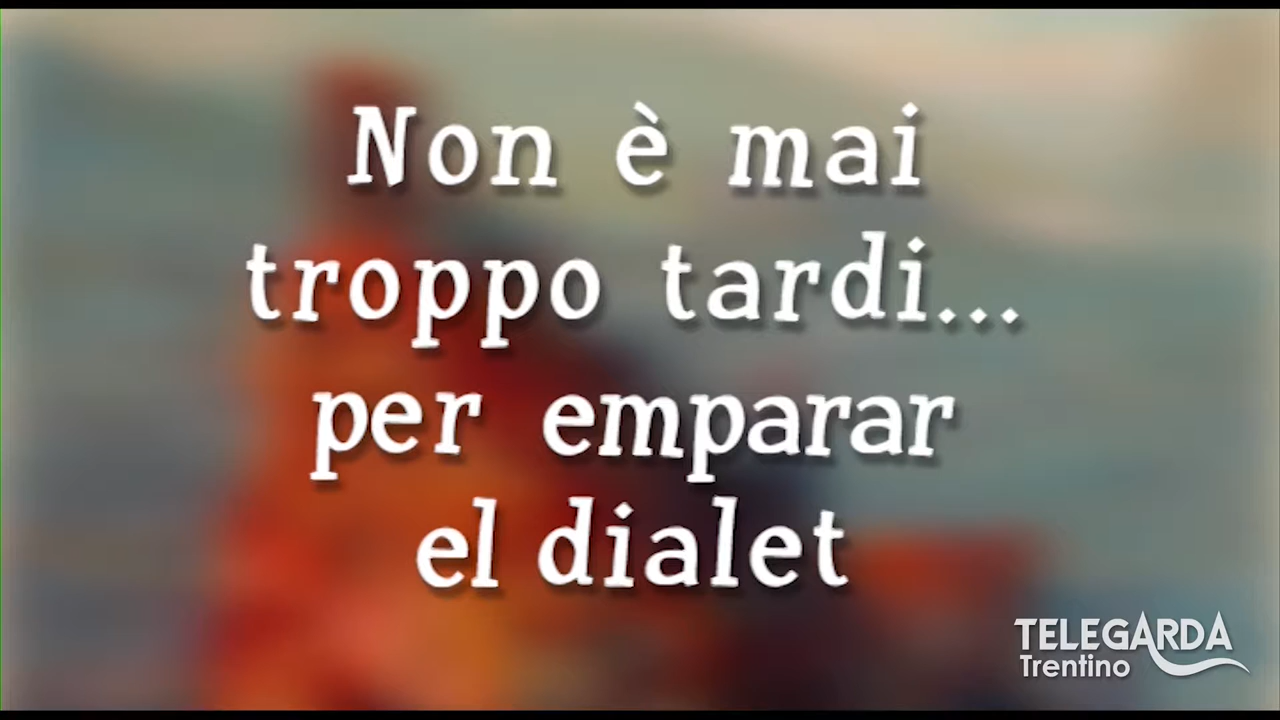 Non è mai
troppo tardi...
per emparar
el dialet
TELEGARDA
Trentino